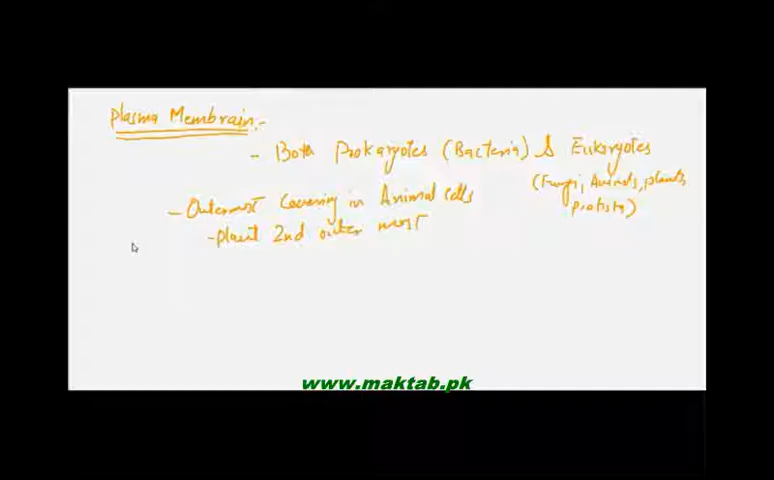 Plasma Membrain:-
- Both Prokaryotes (Bacteria) & Eukaryotes
(Fungi, Animals, plants,
Protista)
- Outermost Covering in Animal Cells
- Plant 2nd outer most
www.maktab.pk